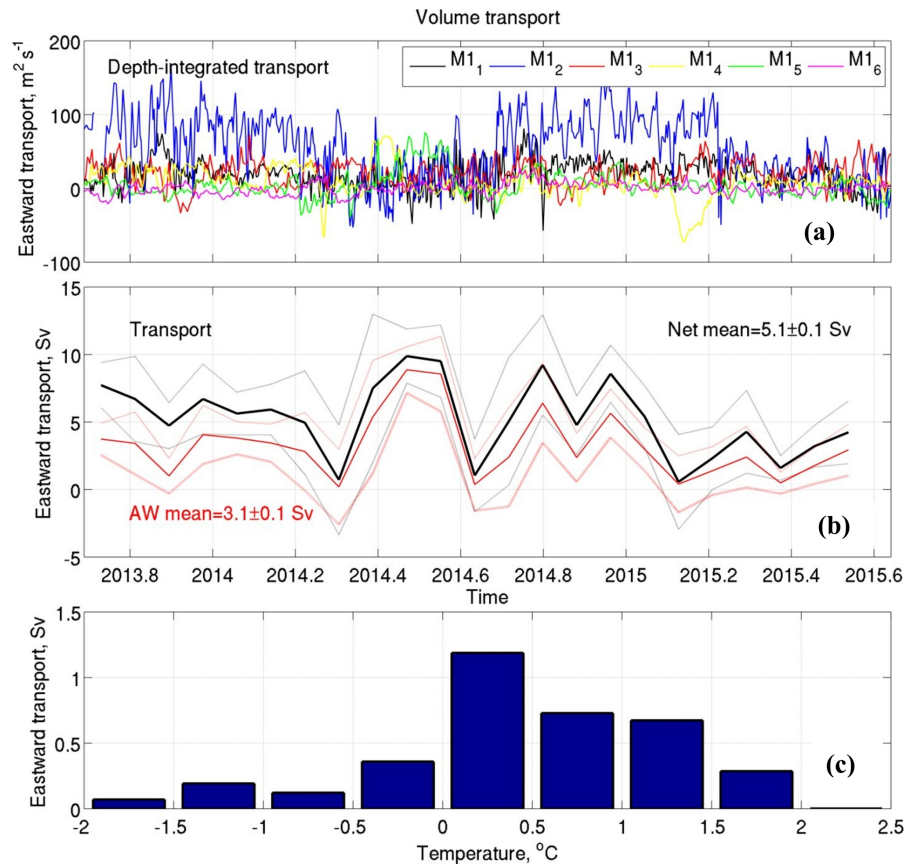 Volume transport
Eastward transport, m² s⁻¹
200
100
0
-100
Depth-integrated transport
M1₁ M1₂ M1₃ M1₄ M1₅ M1₆
(a)
Eastward transport, Sv
15
10
5
0
-5
Transport
Net mean=5.1±0.1 Sv
AW mean=3.1±0.1 Sv
(b)
2013.8 2014 2014.2 2014.4 2014.6 2014.8 2015 2015.2 2015.4 2015.6
Time
Eastward transport, Sv
1.5
1
0.5
0
(c)
-2 -1.5 -1 -0.5 0 0.5 1 1.5 2 2.5
Temperature, °C